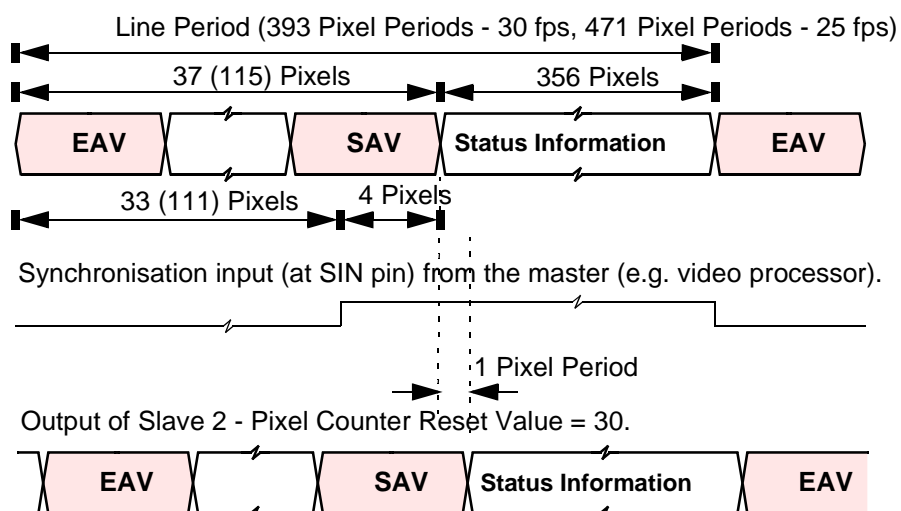 Line Period (393 Pixel Periods - 30 fps, 471 Pixel Periods - 25 fps)
37 (115) Pixels 356 Pixels
EAV SAV Status Information EAV
33 (111) Pixels 4 Pixels
Synchronisation input (at SIN pin) from the master (e.g. video processor).
1 Pixel Period
Output of Slave 2 - Pixel Counter Reset Value = 30.
EAV SAV Status Information EAV